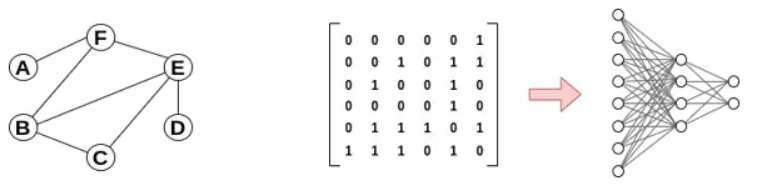 F
A
E
B
D
C
0 0 0 0 0 1
0 0 1 0 1 1
0 1 0 0 1 0
0 0 0 0 1 0
0 1 1 1 0 1
1 1 1 0 1 0